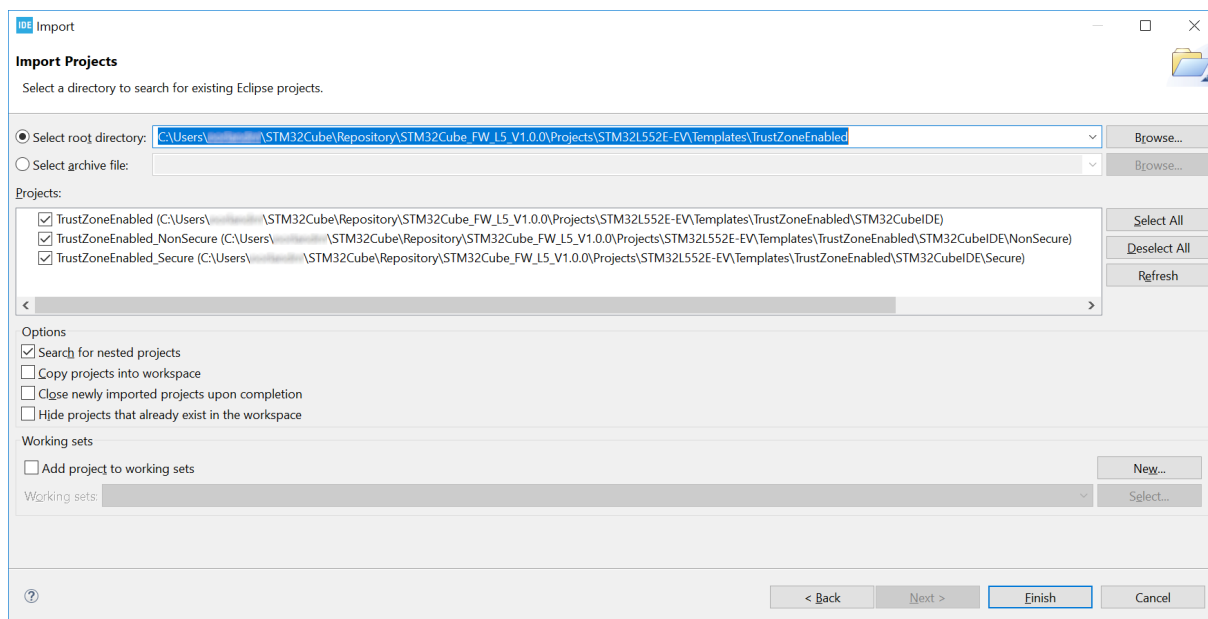 IDE Import
Import Projects
Select a directory to search for existing Eclipse projects.
Select root directory: C:\Users\ \STM32Cube\Repository\STM32Cube_FW_L5_V1.0.0\Projects\STM32L552E-EV\Templates\TrustZoneEnabled Browse...
Select archive file: Browse...
Projects:
TrustZoneEnabled (C:\Users\ \STM32Cube\Repository\STM32Cube_FW_L5_V1.0.0\Projects\STM32L552E-EV\Templates\TrustZoneEnabled\STM32CubeIDE) Select All
TrustZoneEnabled_NonSecure (C:\Users\ \STM32Cube\Repository\STM32Cube_FW_L5_V1.0.0\Projects\STM32L552E-EV\Templates\TrustZoneEnabled\STM32CubeIDE\NonSecure) Deselect All
TrustZoneEnabled_Secure (C:\Users\ \STM32Cube\Repository\STM32Cube_FW_L5_V1.0.0\Projects\STM32L552E-EV\Templates\TrustZoneEnabled\STM32CubeIDE\Secure)
Refresh
Options
Search for nested projects
Copy projects into workspace
Close newly imported projects upon completion
Hide projects that already exist in the workspace
Working sets
Add project to working sets New...
Working sets: Select...
? < Back Next > Finish Cancel